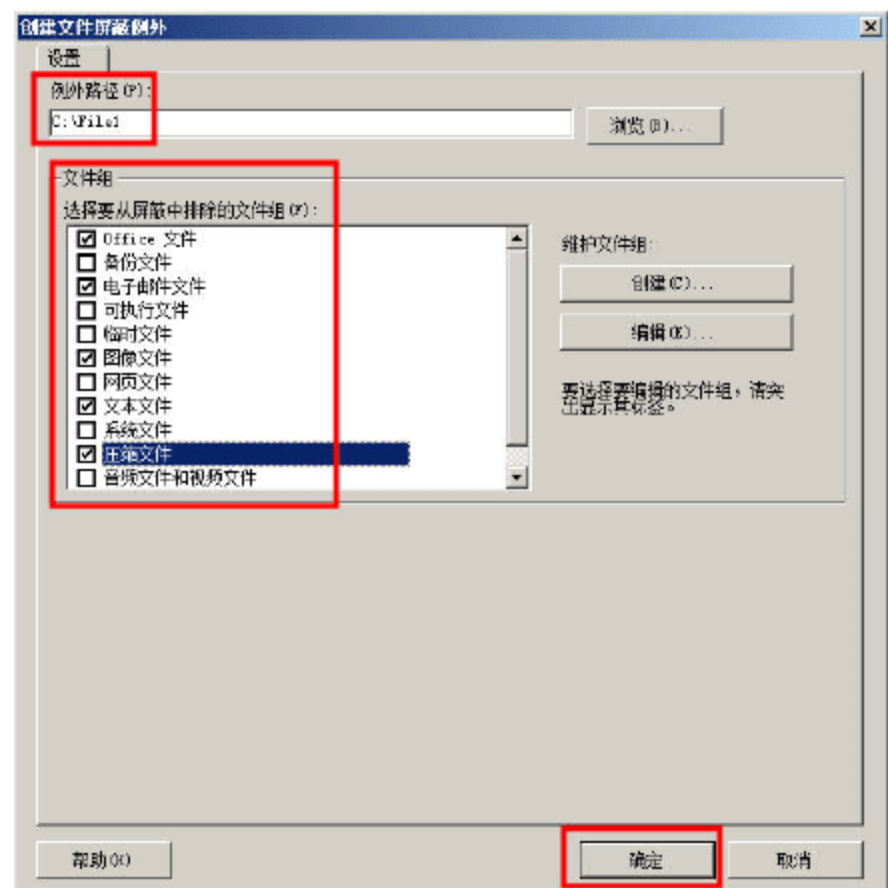 创建文件屏蔽例外
设置
例外路径(P):
C:\File1
浏览(B)...
文件组
选择要从屏蔽中排除的文件组(F):
Office 文件
备份文件
电子邮件文件
可执行文件
临时文件
图像文件
网页文件
文本文件
系统文件
压缩文件
音频文件和视频文件
维护文件组:
创建(C)...
编辑(E)...
要选择要编辑的文件组，请突
出显示其标签。
帮助(H)
确定
取消